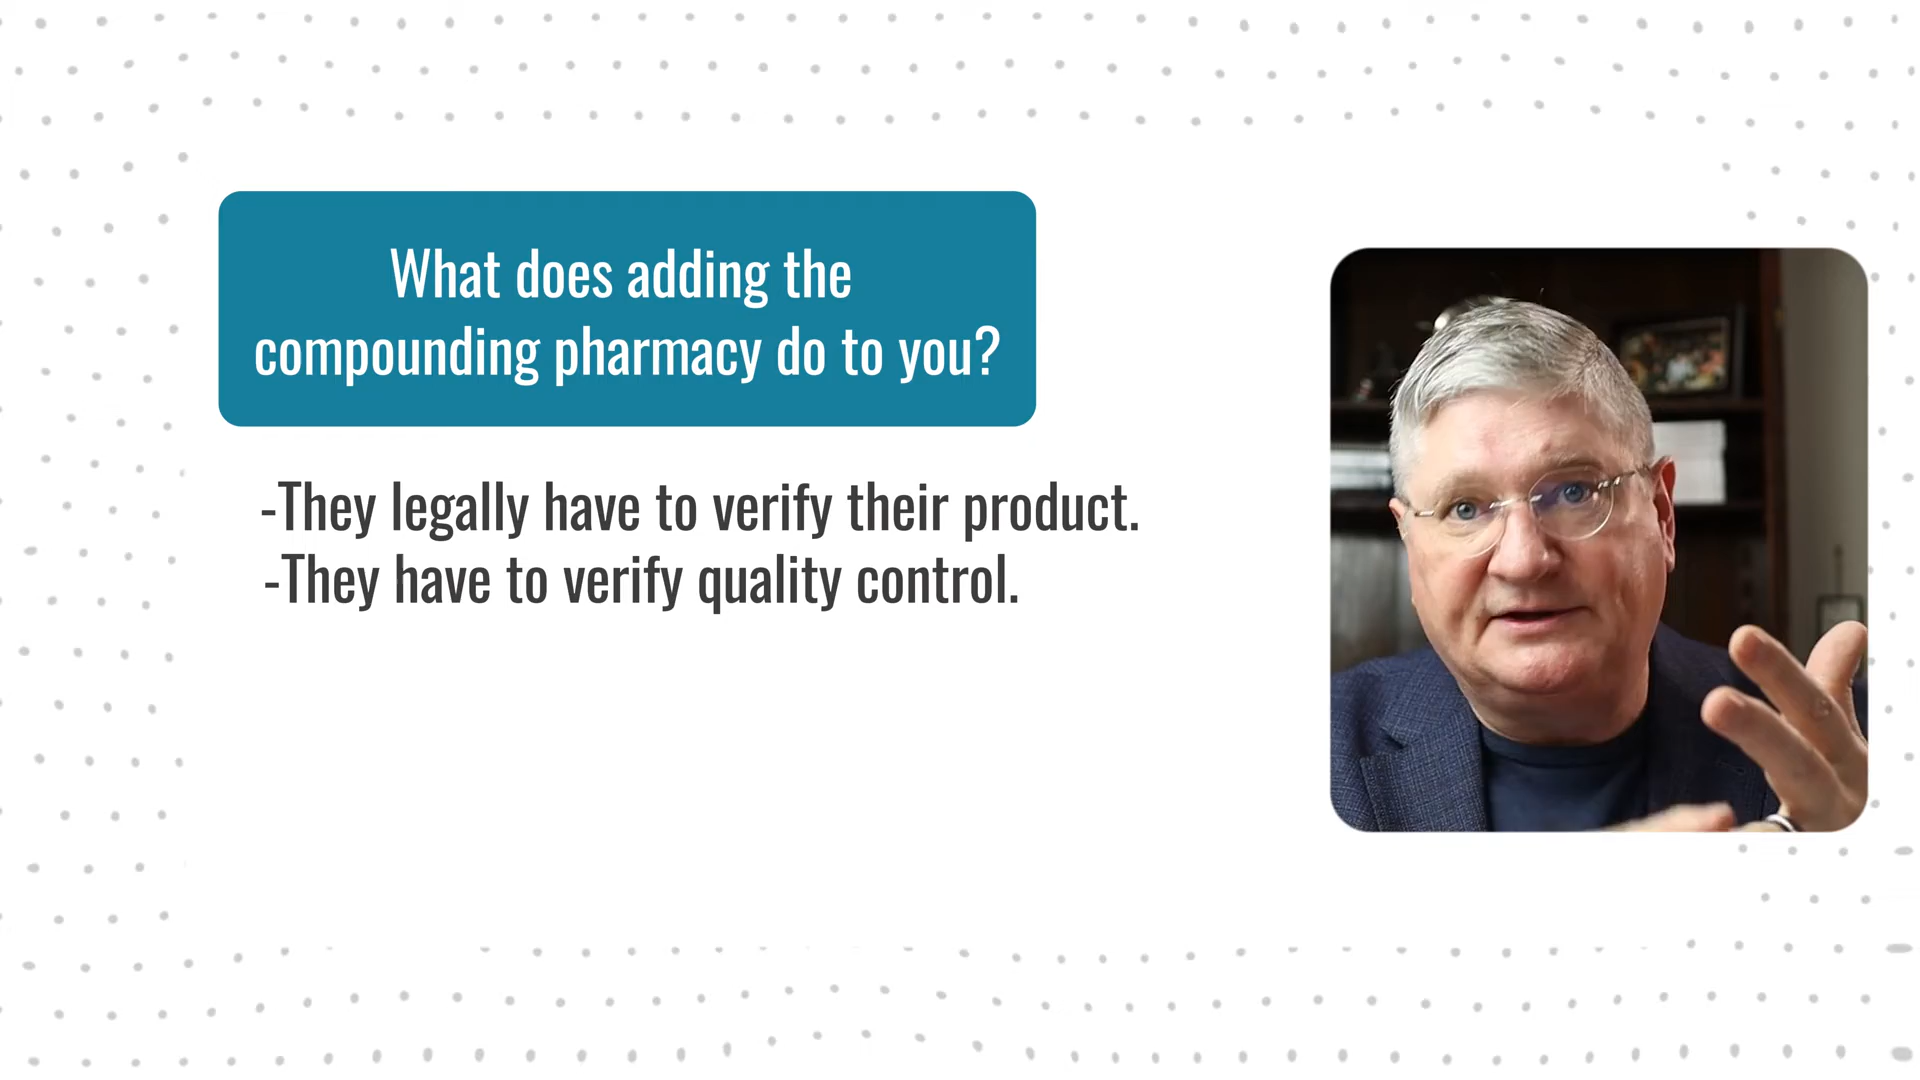 What does adding the
compounding pharmacy do to you?
-They legally have to verify their product.
-They have to verify quality control.